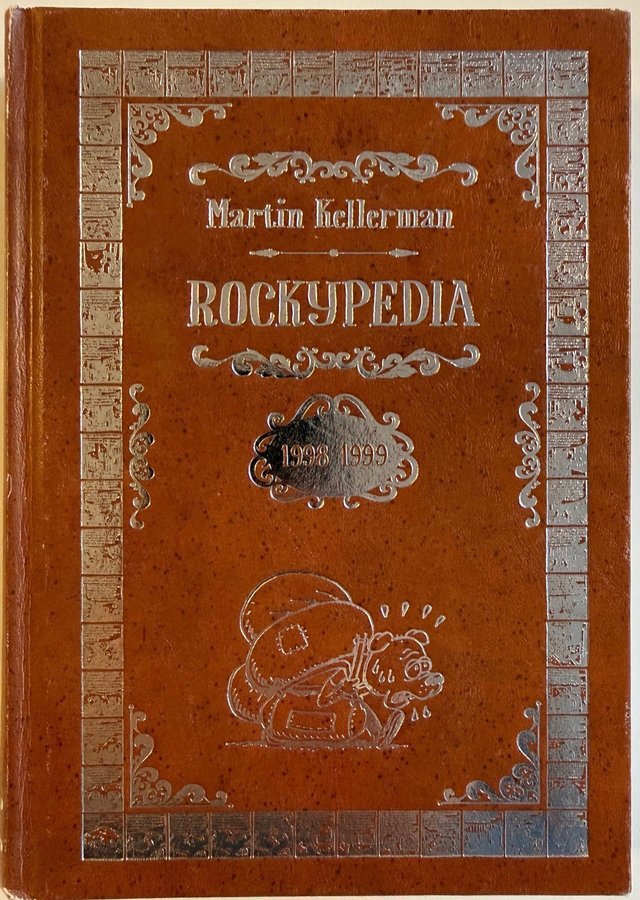 Martin Kellerman
ROCKYPEDIA
1998 1999